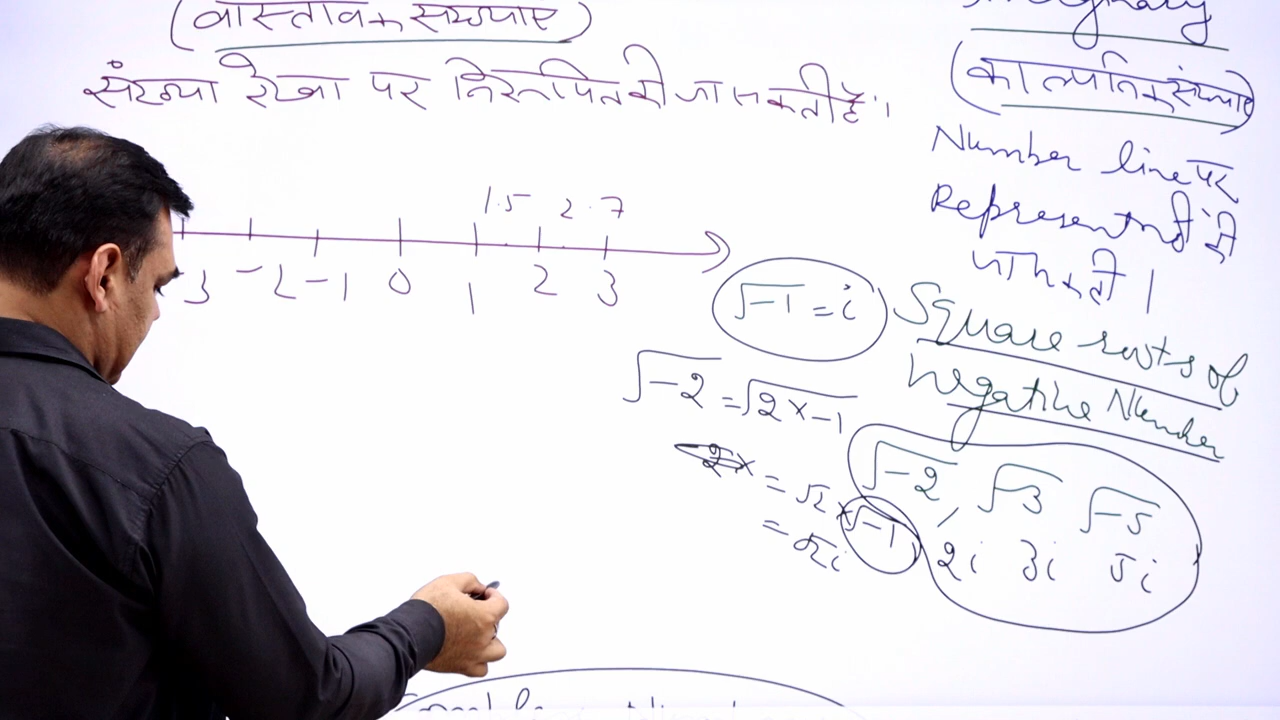 (वास्तविक संख्याएं)
संख्या रेखा पर निरूपित की जा सकती हैं।
1.5 2.7
-3 -2 -1 0 1 2 3
Imaginary
(काल्पनिक संख्याएं)
Number line पर
Represent नहीं की
जा सकती।
√-1 = i
Square roots of
Negative Number
√-2 = √2×-1
= √2 × √-1
= √2i
√-2, √-3 √-5
2i 3i 5i